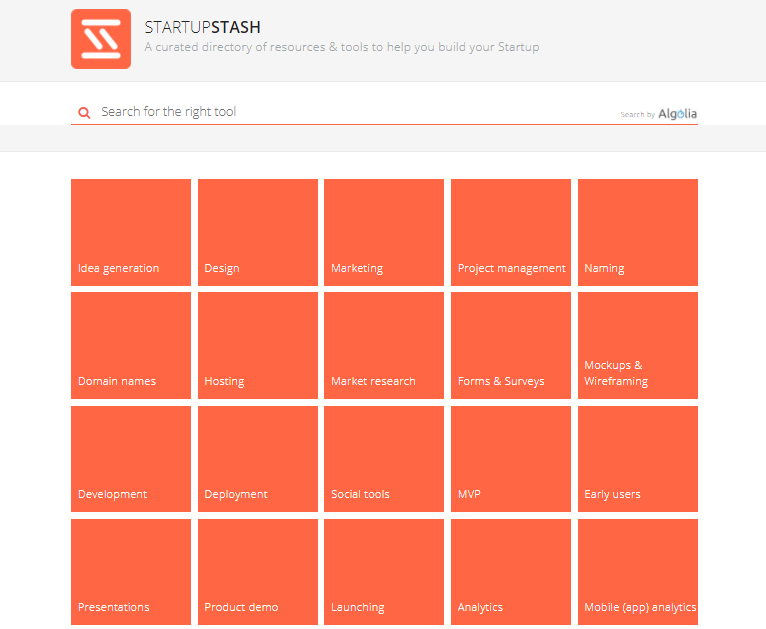 STARTUPSTASH
A curated directory of resources & tools to help you build your Startup
Search for the right tool
Search by Algolia
Idea generation
Design
Marketing
Project management
Naming
Domain names
Hosting
Market research
Forms & Surveys
Mockups &
Wireframing
Development
Deployment
Social tools
MVP
Early users
Presentations
Product demo
Launching
Analytics
Mobile (app) analytics